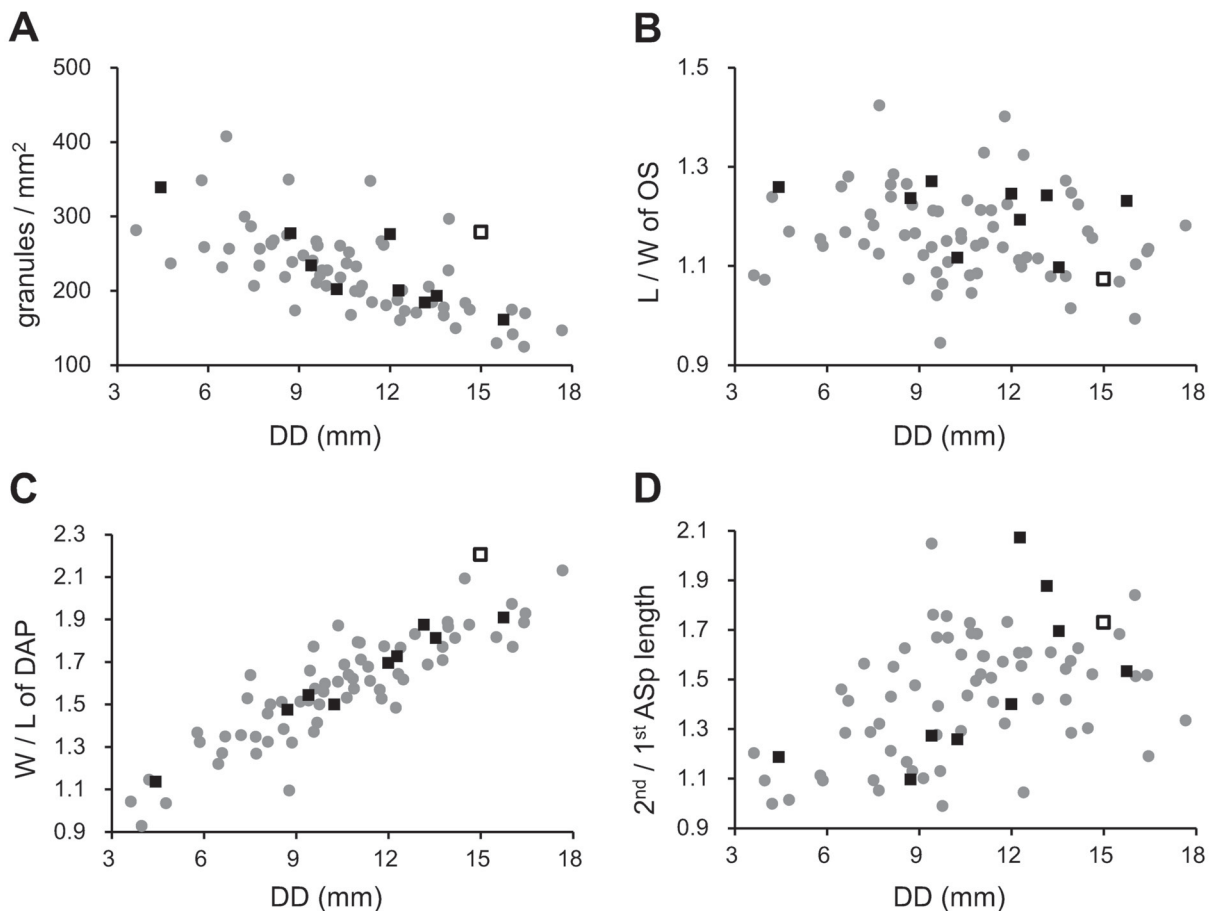 A
500
400
300
200
100
granules / mm²
3 6 9 12 15 18
DD (mm)
B
1.5
1.3
1.1
0.9
L / W of OS
3 6 9 12 15 18
DD (mm)
C
2.3
2.1
1.9
1.7
1.5
1.3
1.1
0.9
W / L of DAP
3 6 9 12 15 18
DD (mm)
D
2.1
1.9
1.7
1.5
1.3
1.1
0.9
2ⁿᵈ / 1ˢᵗ ASp length
3 6 9 12 15 18
DD (mm)